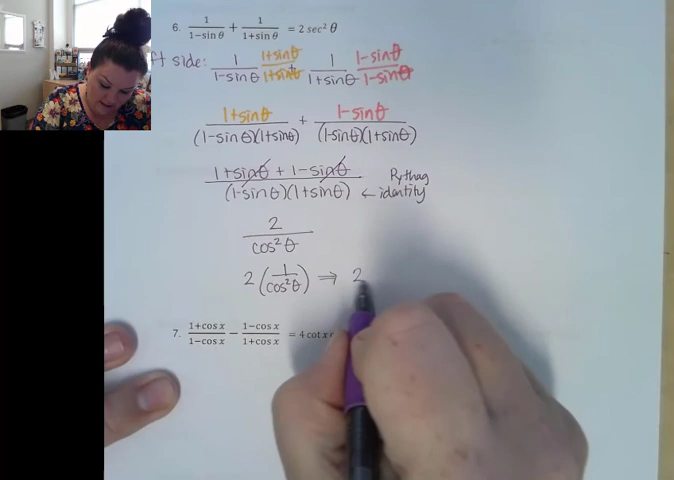 6. 1/(1−sin θ) + 1/(1+sin θ) = 2 sec² θ
ft side: 1/(1−sinθ) (1+sinθ)/(1+sinθ) + 1/(1+sinθ) (1−sinθ)/(1−sinθ)
(1+sinθ)/((1−sinθ)(1+sinθ)) + (1−sinθ)/((1−sinθ)(1+sinθ))
(1+sinθ + 1−sinθ)/((1−sinθ)(1+sinθ)) ← Pythag identity
2/cos²θ
2(1/cos²θ) ⇒ 2
7. (1+cos x)/(1−cos x) − (1−cos x)/(1+cos x) = 4 cot x